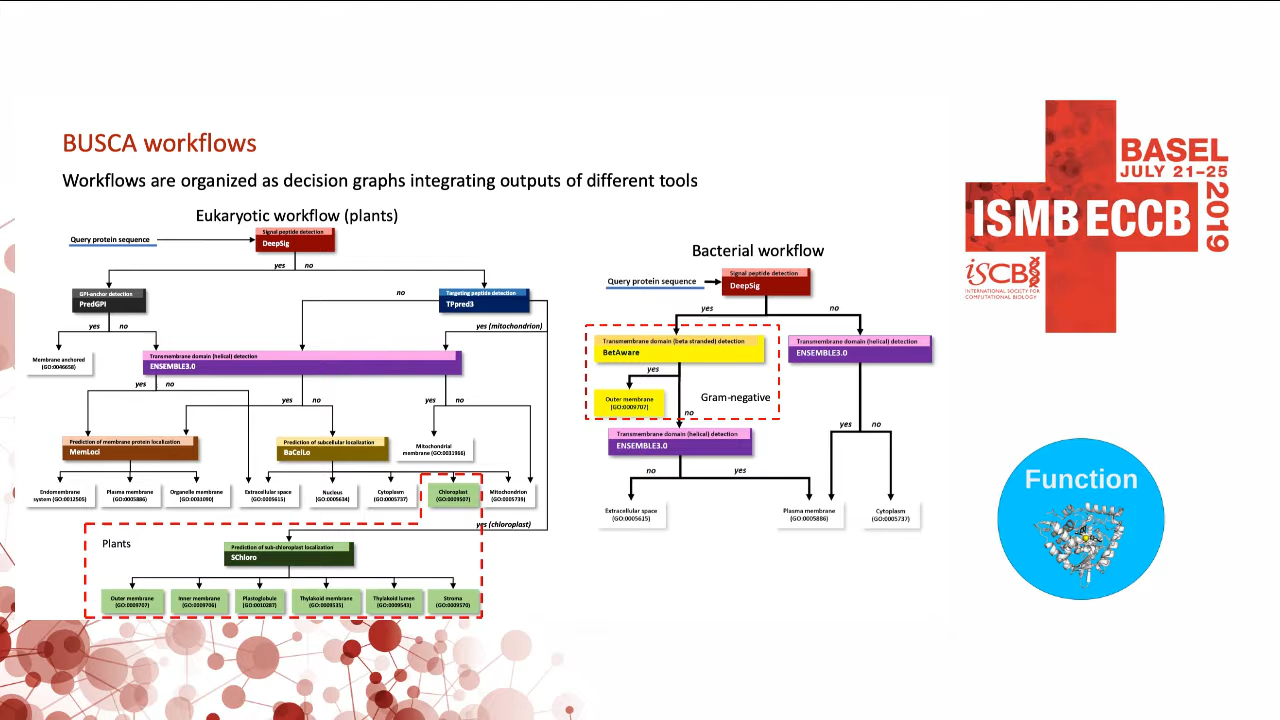 BUSCA workflows
Workflows are organized as decision graphs integrating outputs of different tools
Eukaryotic workflow (plants)
Query protein sequence
Signal peptide detection
DeepSig
yes
no
GPI-anchor detection
PredGPI
no
Targeting peptide detection
TPpred3
yes
no
yes (mitochondrion)
Membrane anchored
(GO:0046658)
Transmembrane domain (helical) detection
ENSEMBLE3.0
yes
no
yes
no
yes
no
Prediction of membrane protein localization
MemLoci
Prediction of subcellular localization
BaCelLo
Mitochondrial
membrane (GO:0031966)
Endomembrane
system (GO:0012505)
Plasma membrane
(GO:0005886)
Organelle membrane
(GO:0031090)
Extracellular space
(GO:0005615)
Nucleus
(GO:0005634)
Cytoplasm
(GO:0005737)
Chloroplast
(GO:0009507)
Mitochondrion
(GO:0005739)
yes (chloroplast)
Plants
Prediction of sub-chloroplast localization
SChloro
Outer membrane
(GO:0009707)
Inner membrane
(GO:0009706)
Plastoglobule
(GO:0010287)
Thylakoid membrane
(GO:0009535)
Thylakoid lumen
(GO:0009543)
Stroma
(GO:0009570)
Bacterial workflow
Query protein sequence
Signal peptide detection
DeepSig
yes
no
Transmembrane domain (beta stranded) detection
BetAware
Transmembrane domain (helical) detection
ENSEMBLE3.0
yes
Outer membrane
(GO:0009707)
Gram-negative
no
Transmembrane domain (helical) detection
ENSEMBLE3.0
yes
no
no
yes
Extracellular space
(GO:0005615)
Plasma membrane
(GO:0005886)
Cytoplasm
(GO:0005737)
BASEL
JULY 21-25
2019
ISMB ECCB
ISCB
INTERNATIONAL SOCIETY FOR
COMPUTATIONAL BIOLOGY
Function